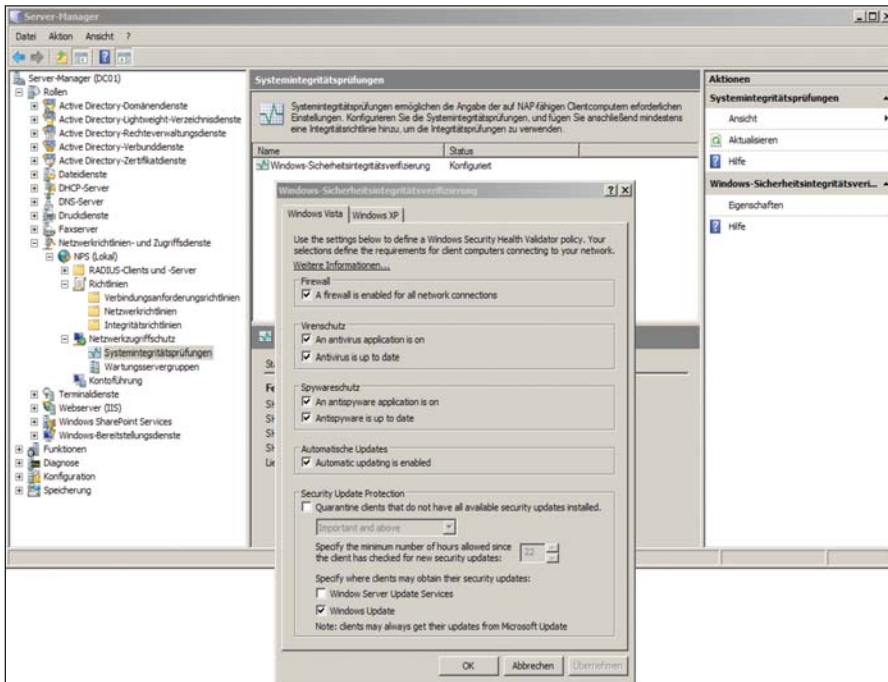 Server-Manager
Datei Aktion Ansicht ?
Server-Manager (DC01)
Rollen
Active Directory-Domänendienste
Active Directory-Lightweight-Verzeichnisdienste
Active Directory-Rechteverwaltungsdienste
Active Directory-Verbunddienste
Active Directory-Zertifikatdienste
Dateidienste
DHCP-Server
DNS-Server
Druckdienste
Faxserver
Netzwerkrichtlinien- und Zugriffsdienste
NPS (Lokal)
RADIUS-Clients und -Server
Richtlinien
Verbindungsanforderungsrichtlinien
Netzwerkrichtlinien
Integritätsrichtlinien
Netzwerkzugriffschutz
Systemintegritätsprüfungen
Wartungsservergruppen
Kontoführung
Terminaldienste
Webserver (IIS)
Windows SharePoint Services
Windows-Bereitstellungsdienste
Funktionen
Diagnose
Konfiguration
Speicherung
Systemintegritätsprüfungen
Systemintegritätsprüfungen ermöglichen die Angabe der auf NAP-fähigen Clientcomputern erforderlichen
Einstellungen. Konfigurieren Sie die Systemintegritätsprüfungen, und fügen Sie anschließend mindestens
eine Integritätsrichtlinie hinzu, um die Integritätsprüfungen zu verwenden.
Name Status
Windows-Sicherheitsintegritätsverifizierung Konfiguriert
Windows-Sicherheitsintegritätsverifizierung
Windows Vista Windows XP
Use the settings below to define a Windows Security Health Validator policy. Your
selections define the requirements for client computers connecting to your network.
Weitere Informationen...
Firewall
A firewall is enabled for all network connections
Virenschutz
An antivirus application is on
Antivirus is up to date
Spywareschutz
An antispyware application is on
Antispyware is up to date
Automatische Updates
Automatic updating is enabled
Security Update Protection
Quarantine clients that do not have all available security updates installed.
Important and above
Specify the minimum number of hours allowed since
the client has checked for new security updates: 22
Specify where clients may obtain their security updates:
Window Server Update Services
Windows Update
Note: clients may always get their updates from Microsoft Update
OK Abbrechen Übernehmen
Fe
SH
SH
SH
SH
Aktionen
Systemintegritätsprüfungen
Ansicht
Aktualisieren
Hilfe
Windows-Sicherheitsintegritätsveri...
Eigenschaften
Hilfe